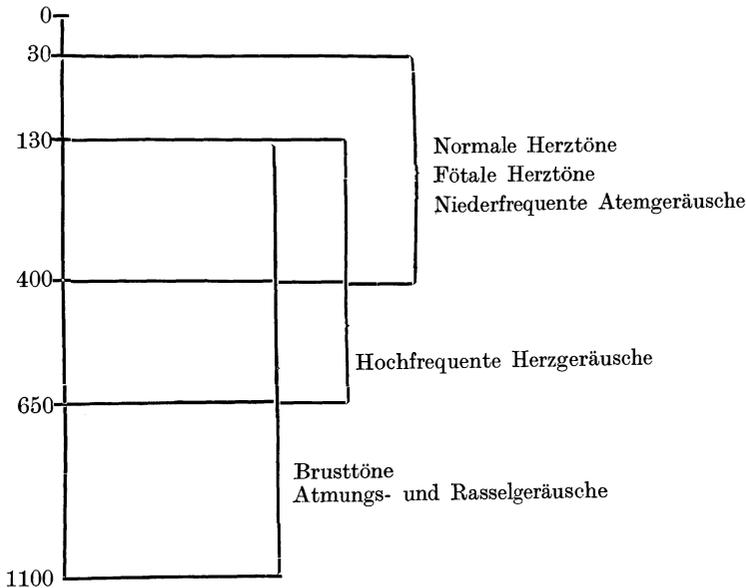 0
30
130
Normale Herztöne
Fötale Herztöne
Niederfrequente Atemgeräusche
400
Hochfrequente Herzgeräusche
650
Brusttöne
Atmungs- und Rasselgeräusche
1100